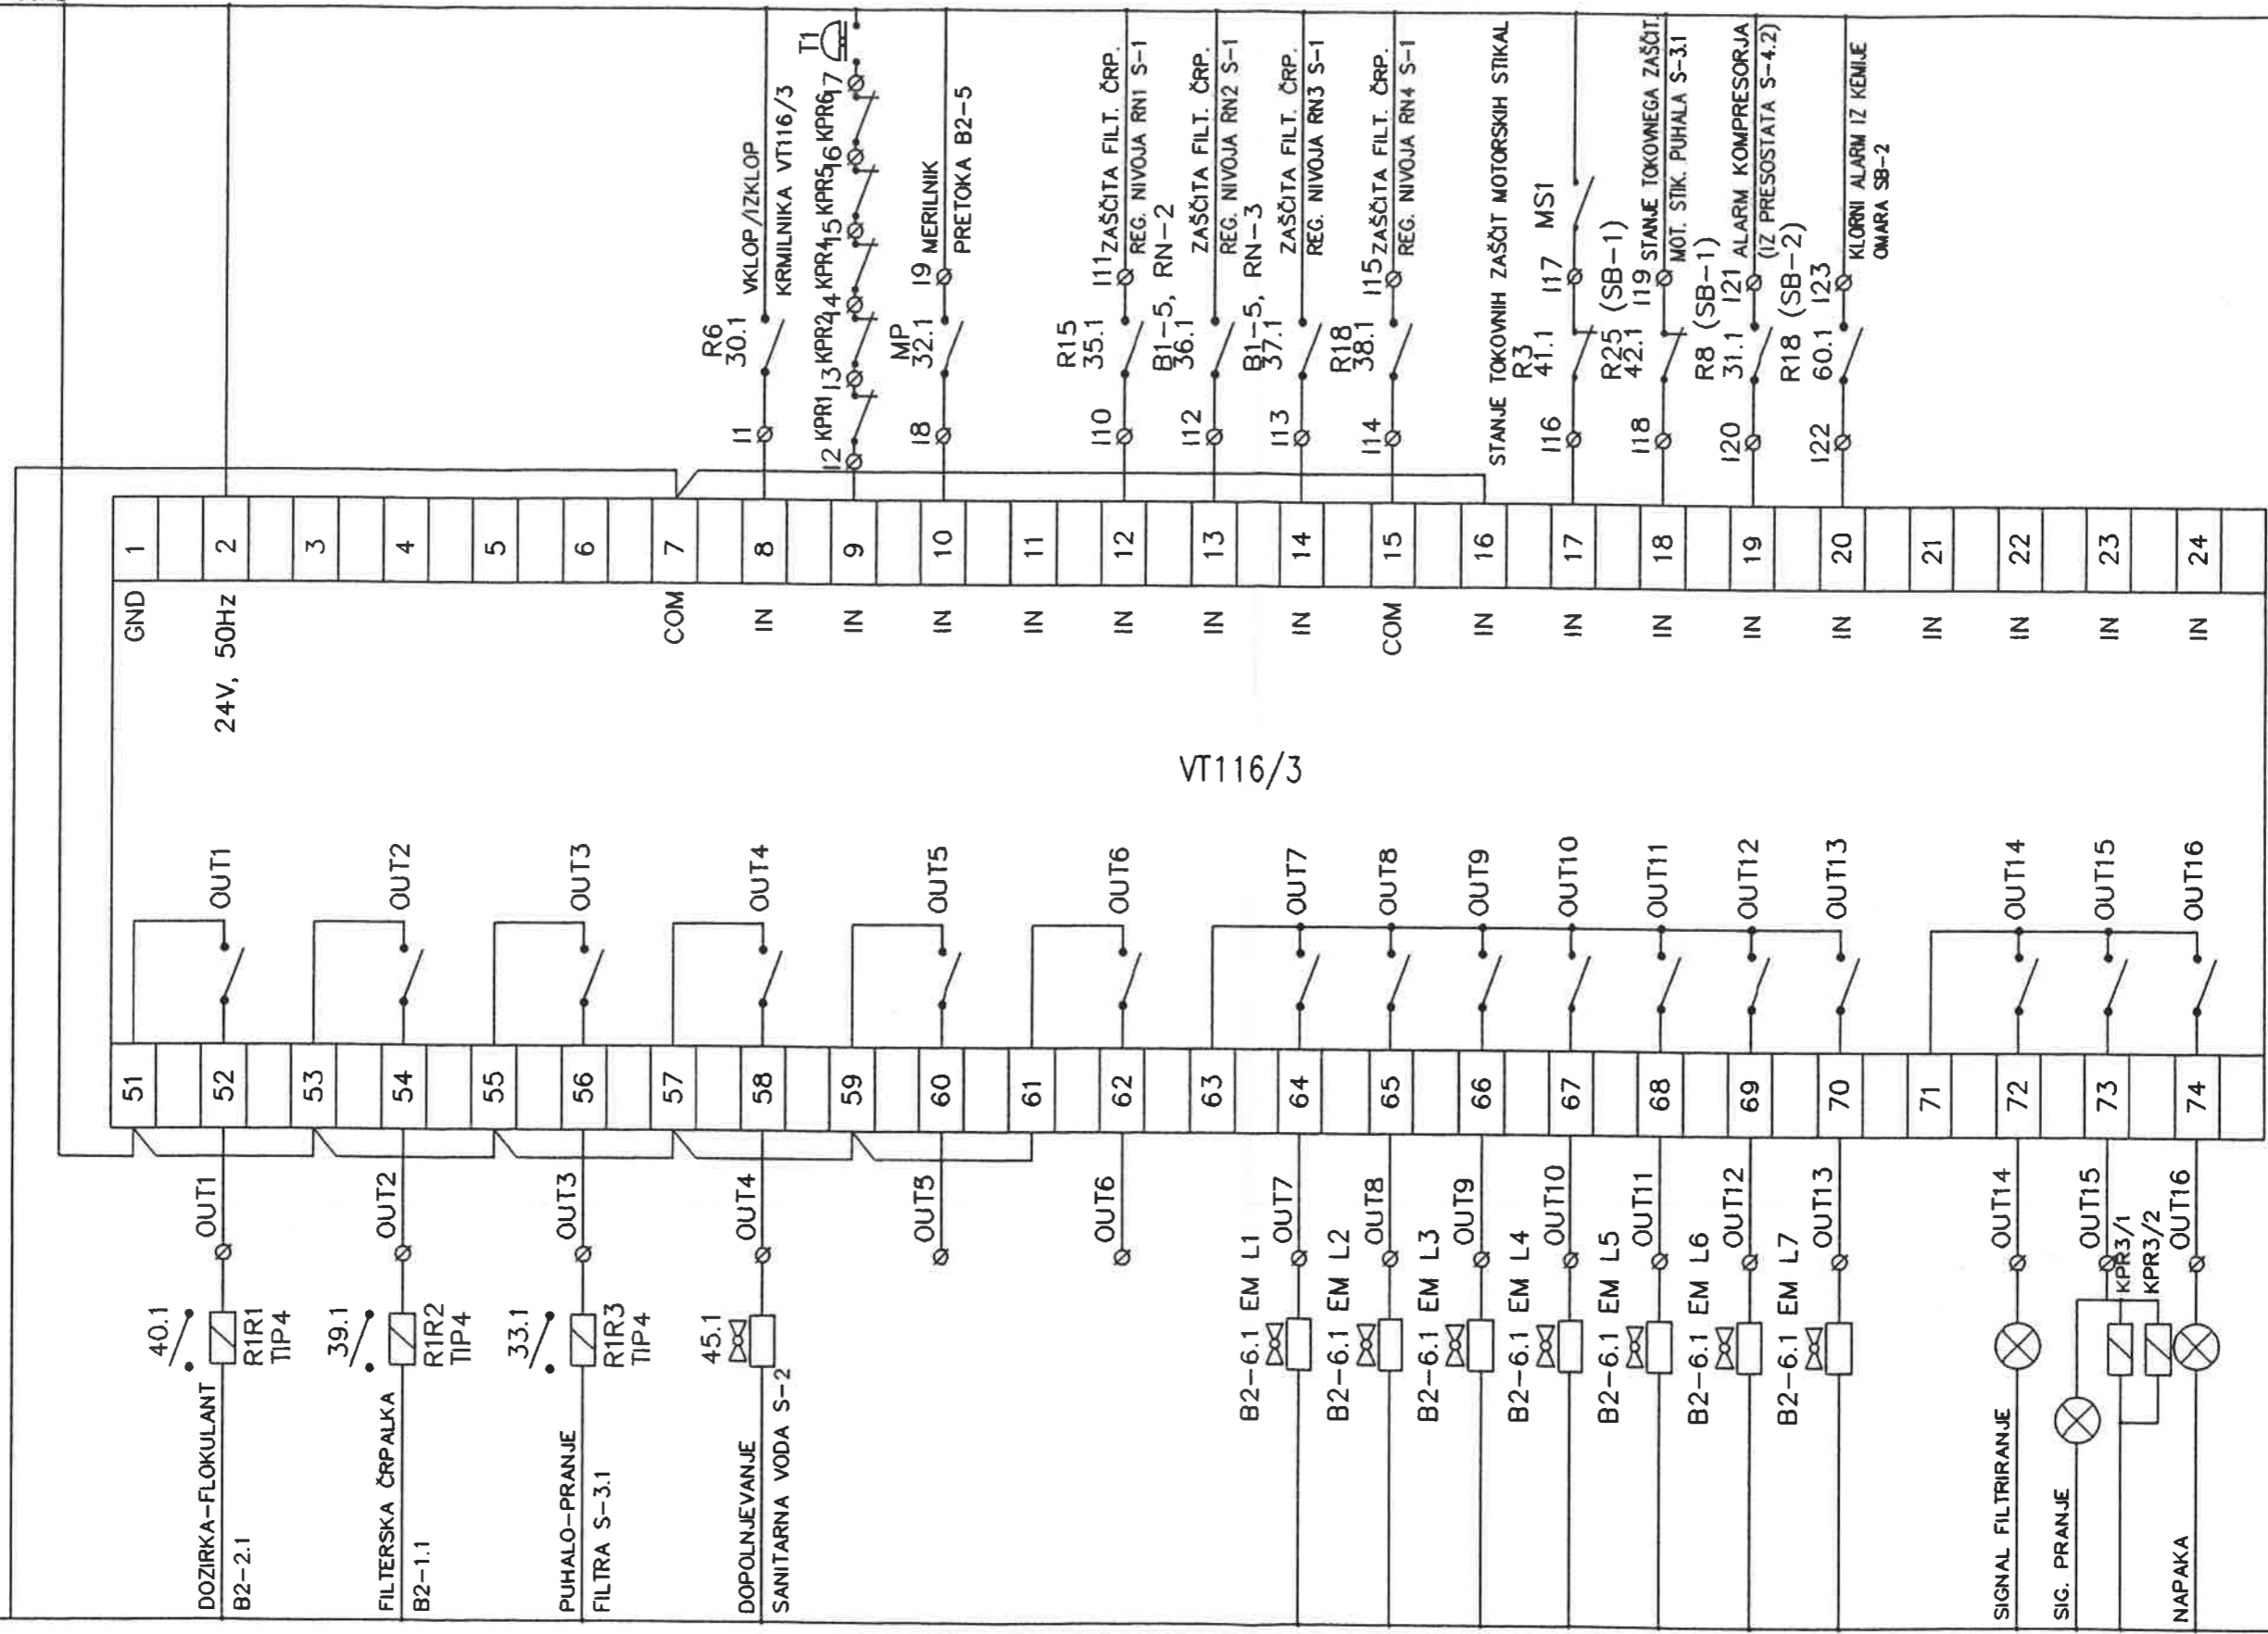 T1
VKLOP/IZKLOP
KRMILNIKA VT116/3
R6
30.1
I1
I2
KPR1
13
KPR2
14
KPR4
15
KPR5
16
KPR6
17
MERILNIK
PRETOKA B2-5
I9
MP
32.1
I8
ZAŠČITA FILT. ČRP.
REG. NIVOJA RN1 S-1
I11
R15
35.1
I10
ZAŠČITA FILT. ČRP.
REG. NIVOJA RN2 S-1
B1-5, RN-2
36.1
I12
ZAŠČITA FILT. ČRP.
REG. NIVOJA RN3 S-1
B1-5, RN-3
37.1
I13
ZAŠČITA FILT. ČRP.
REG. NIVOJA RN4 S-1
I15
R18
38.1
I14
STANJE TOKOVNIH ZAŠČIT MOTORSKIH STIKAL
MS1
I17
R3
41.1
I16
STANJE TOKOVNEGA ZAŠČIT.
MOT. STIK. PUHALA S-3.1
I19
R25 (SB-1)
42.1
I18
ALARM KOMPRESORJA
(IZ PRESOSTATA S-4.2)
I21
R8 (SB-1)
31.1
I20
KLORNI ALARM IZ KEMIJE
OMARA SB-2
I23
R18 (SB-2)
60.1
I22
1
2
3
4
5
6
7
8
9
10
11
12
13
14
15
16
17
18
19
20
21
22
23
24
GND
24V, 50Hz
COM
IN
IN
IN
IN
IN
IN
IN
COM
IN
IN
IN
IN
IN
IN
IN
IN
IN
VT116/3
OUT1
OUT2
OUT3
OUT4
OUT5
OUT6
OUT7
OUT8
OUT9
OUT10
OUT11
OUT12
OUT13
OUT14
OUT15
OUT16
51
52
53
54
55
56
57
58
59
60
61
62
63
64
65
66
67
68
69
70
71
72
73
74
OUT1
40.1
R1R1
TIP4
DOZIRKA-FLOKULANT
B2-2.1
OUT2
39.1
R1R2
TIP4
FILTERSKA ČRPALKA
B2-1.1
OUT3
33.1
R1R3
TIP4
PUHALO-PRANJE
FILTRA S-3.1
OUT4
45.1
DOPOLNJEVANJE
SANITARNA VODA S-2
OUT5
OUT6
OUT7
B2-6.1 EM L1
OUT8
B2-6.1 EM L2
OUT9
B2-6.1 EM L3
OUT10
B2-6.1 EM L4
OUT11
B2-6.1 EM L5
OUT12
B2-6.1 EM L6
OUT13
B2-6.1 EM L7
OUT14
SIGNAL FILTRIRANJE
OUT15
KPR3/1
KPR3/2
SIG. PRANJE
OUT16
NAPAKA